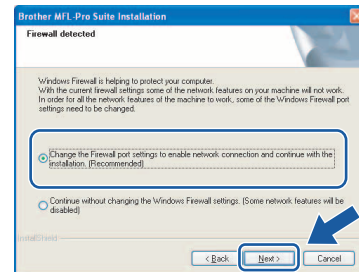 Brother MFL-Pro Suite Installation
Firewall detected
Windows Firewall is helping to protect your computer.
With the current firewall settings some of the network features on your machine will not work.
In order for all the network features of the machine to work, some of the Windows Firewall port
settings need to be changed.
Change the Firewall port settings to enable network connection and continue with the
installation. (Recommended)
Continue without changing the Windows Firewall settings. (Some network features will be
disabled)
InstallShield
< Back
Next >
Cancel